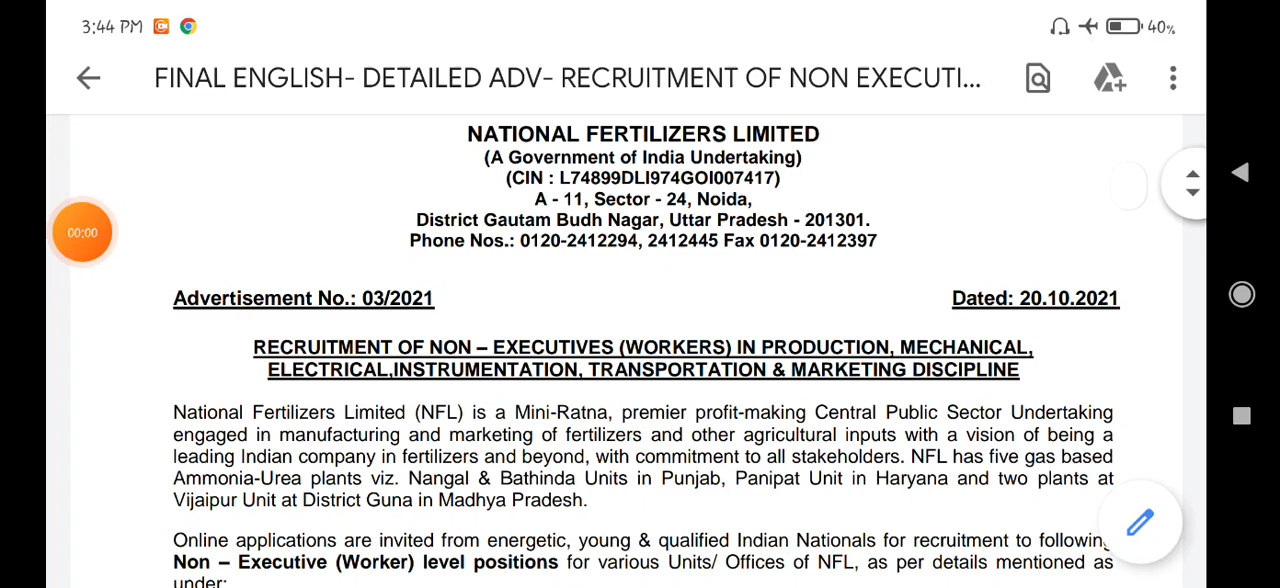 3:44 PM
40%
FINAL ENGLISH- DETAILED ADV- RECRUITMENT OF NON EXECUTI...
NATIONAL FERTILIZERS LIMITED
(A Government of India Undertaking)
(CIN : L74899DLI974GOI007417)
A - 11, Sector - 24, Noida,
District Gautam Budh Nagar, Uttar Pradesh - 201301.
Phone Nos.: 0120-2412294, 2412445 Fax 0120-2412397
00:00
Advertisement No.: 03/2021 Dated: 20.10.2021
RECRUITMENT OF NON – EXECUTIVES (WORKERS) IN PRODUCTION, MECHANICAL,
ELECTRICAL,INSTRUMENTATION, TRANSPORTATION & MARKETING DISCIPLINE
National Fertilizers Limited (NFL) is a Mini-Ratna, premier profit-making Central Public Sector Undertaking
engaged in manufacturing and marketing of fertilizers and other agricultural inputs with a vision of being a
leading Indian company in fertilizers and beyond, with commitment to all stakeholders. NFL has five gas based
Ammonia-Urea plants viz. Nangal & Bathinda Units in Punjab, Panipat Unit in Haryana and two plants at
Vijaipur Unit at District Guna in Madhya Pradesh.
Online applications are invited from energetic, young & qualified Indian Nationals for recruitment to following
Non – Executive (Worker) level positions for various Units/ Offices of NFL, as per details mentioned as
under: